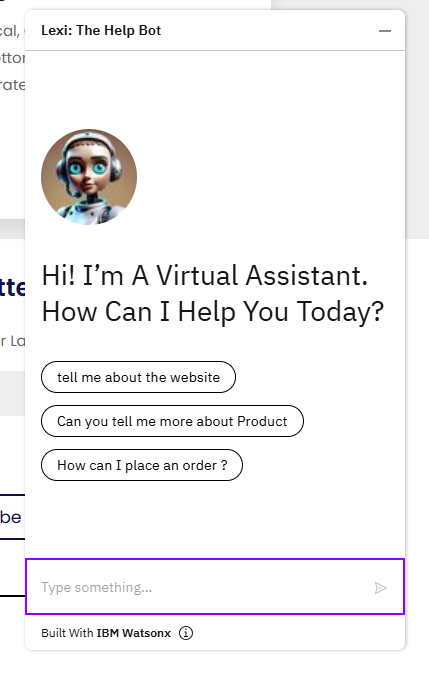 Lexi: The Help Bot
Hi! I’m A Virtual Assistant.
How Can I Help You Today?
tell me about the website
Can you tell me more about Product
How can I place an order ?
be
Type something...
Built With IBM Watsonx